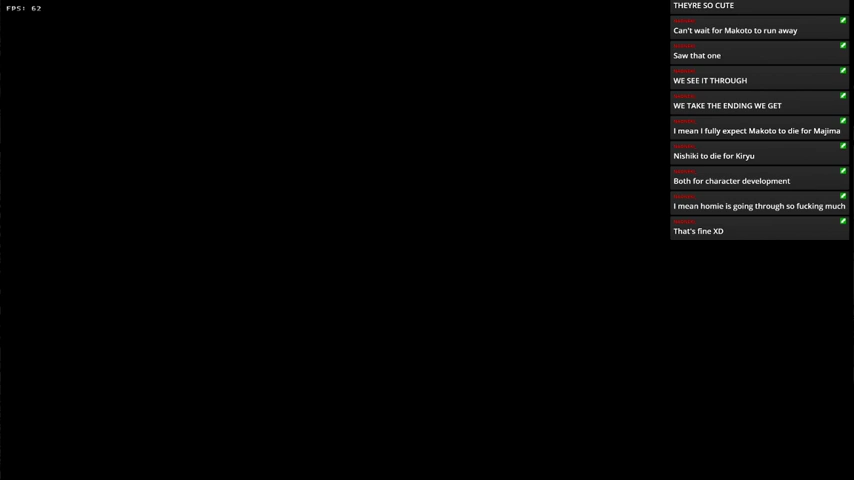 FPS: 62
THEYRE SO CUTE
Can't wait for Makoto to run away
Saw that one
WE SEE IT THROUGH
WE TAKE THE ENDING WE GET
I mean I fully expect Makoto to die for Majima
Nishiki to die for Kiryu
Both for character development
I mean homie is going through so fucking much
That's fine XD